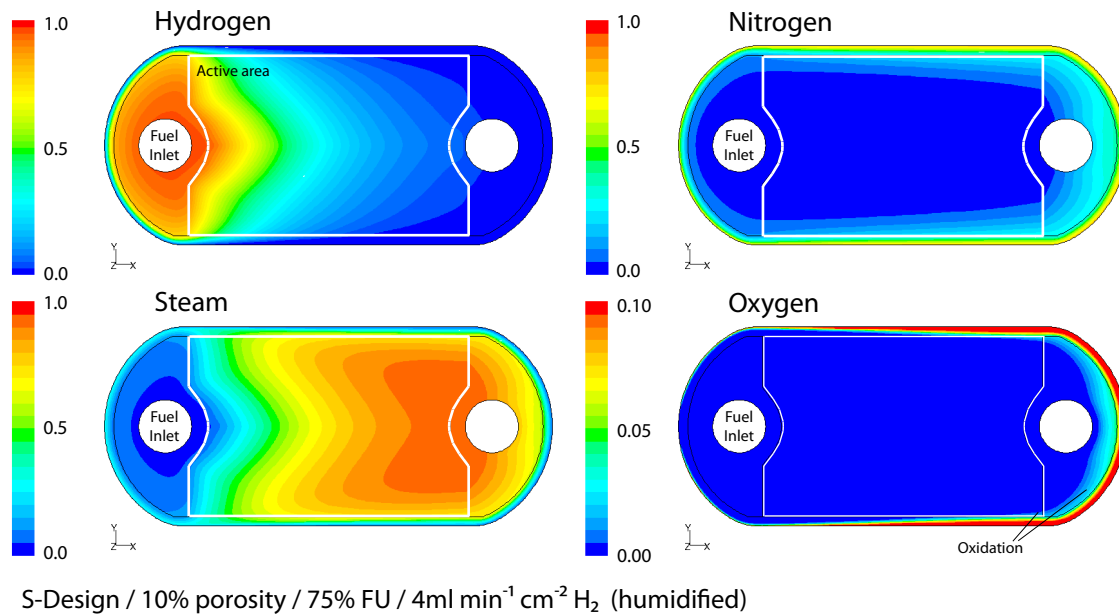 Hydrogen
1.0
0.5
0.0
Active area
Fuel
Inlet
Y
Z X
Nitrogen
1.0
0.5
0.0
Fuel
Inlet
Y
Z X
Steam
1.0
0.5
0.0
Fuel
Inlet
Y
Z X
Oxygen
0.10
0.05
0.00
Fuel
Inlet
Oxidation
Y
Z X
S-Design / 10% porosity / 75% FU / 4ml min⁻¹ cm⁻² H₂ (humidified)